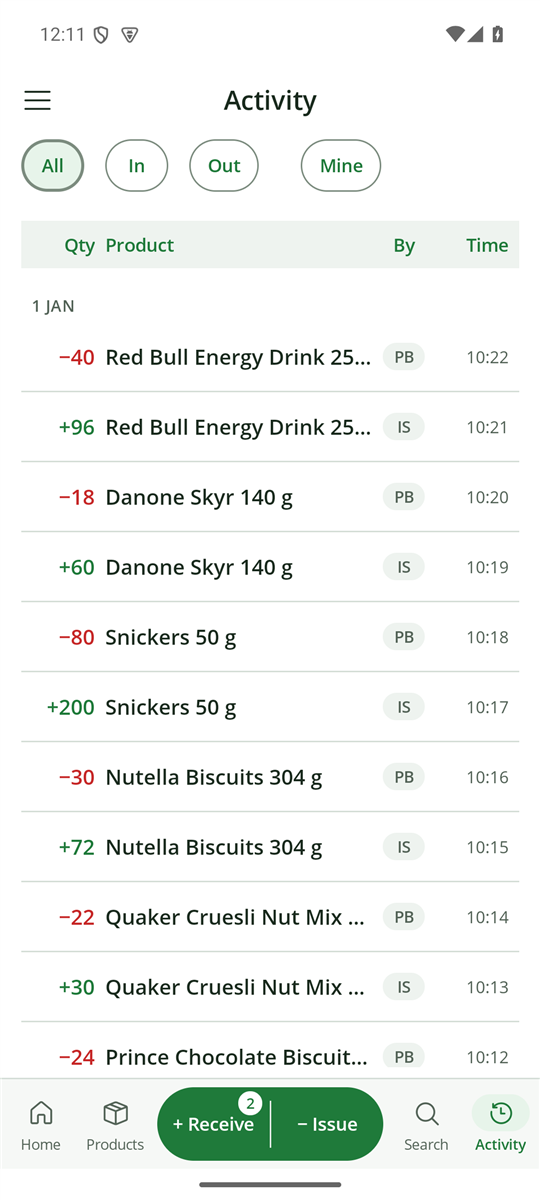 12:11
Activity
All In Out Mine
Qty Product By Time
1 JAN
−40 Red Bull Energy Drink 25... PB 10:22
+96 Red Bull Energy Drink 25... IS 10:21
−18 Danone Skyr 140 g PB 10:20
+60 Danone Skyr 140 g IS 10:19
−80 Snickers 50 g PB 10:18
+200 Snickers 50 g IS 10:17
−30 Nutella Biscuits 304 g PB 10:16
+72 Nutella Biscuits 304 g IS 10:15
−22 Quaker Cruesli Nut Mix ... PB 10:14
+30 Quaker Cruesli Nut Mix ... IS 10:13
−24 Prince Chocolate Biscuit... PB 10:12
2
+ Receive − Issue
Home Products Search Activity